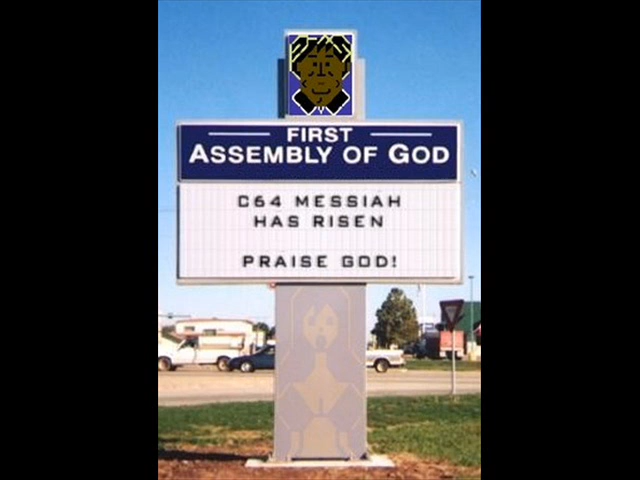 FIRST
ASSEMBLY OF GOD
C64 MESSIAH
HAS RISEN
PRAISE GOD!